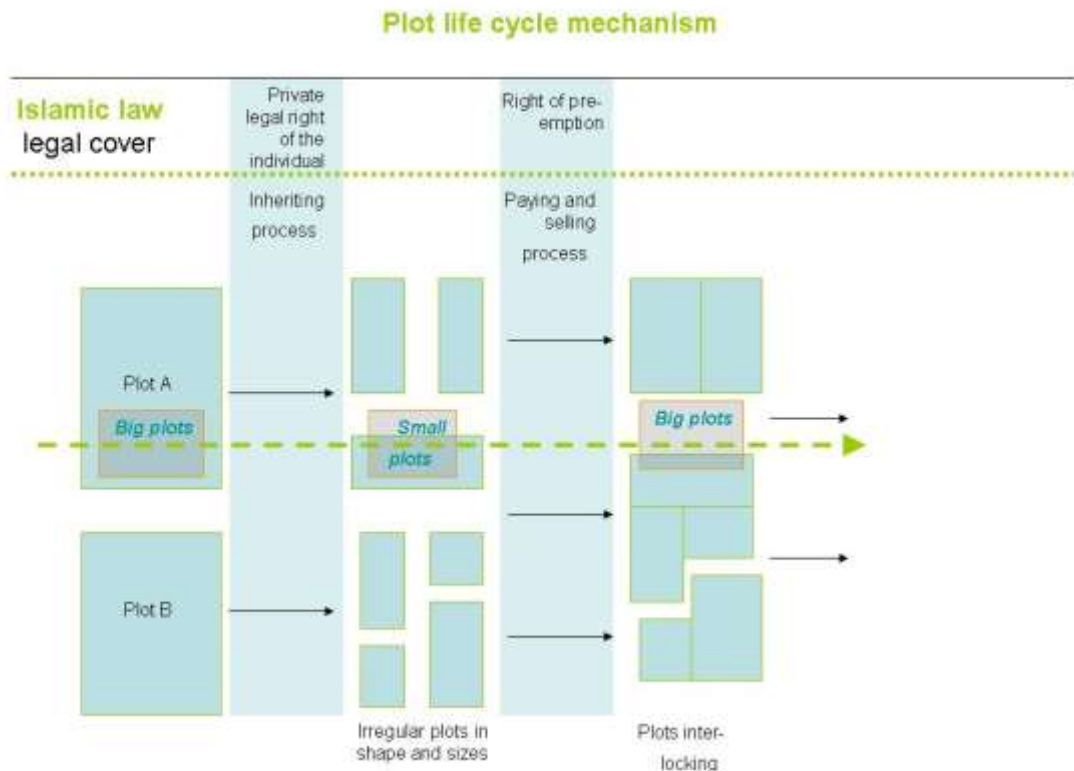 Plot life cycle mechanism
Islamic law
legal cover
Private
legal right
of the
individual
Right of pre-
emption
Inheriting
process
Paying and
selling
process
Plot A
Big plots
Small
plots
Big plots
Plot B
Irregular plots in
shape and sizes
Plots inter-
locking